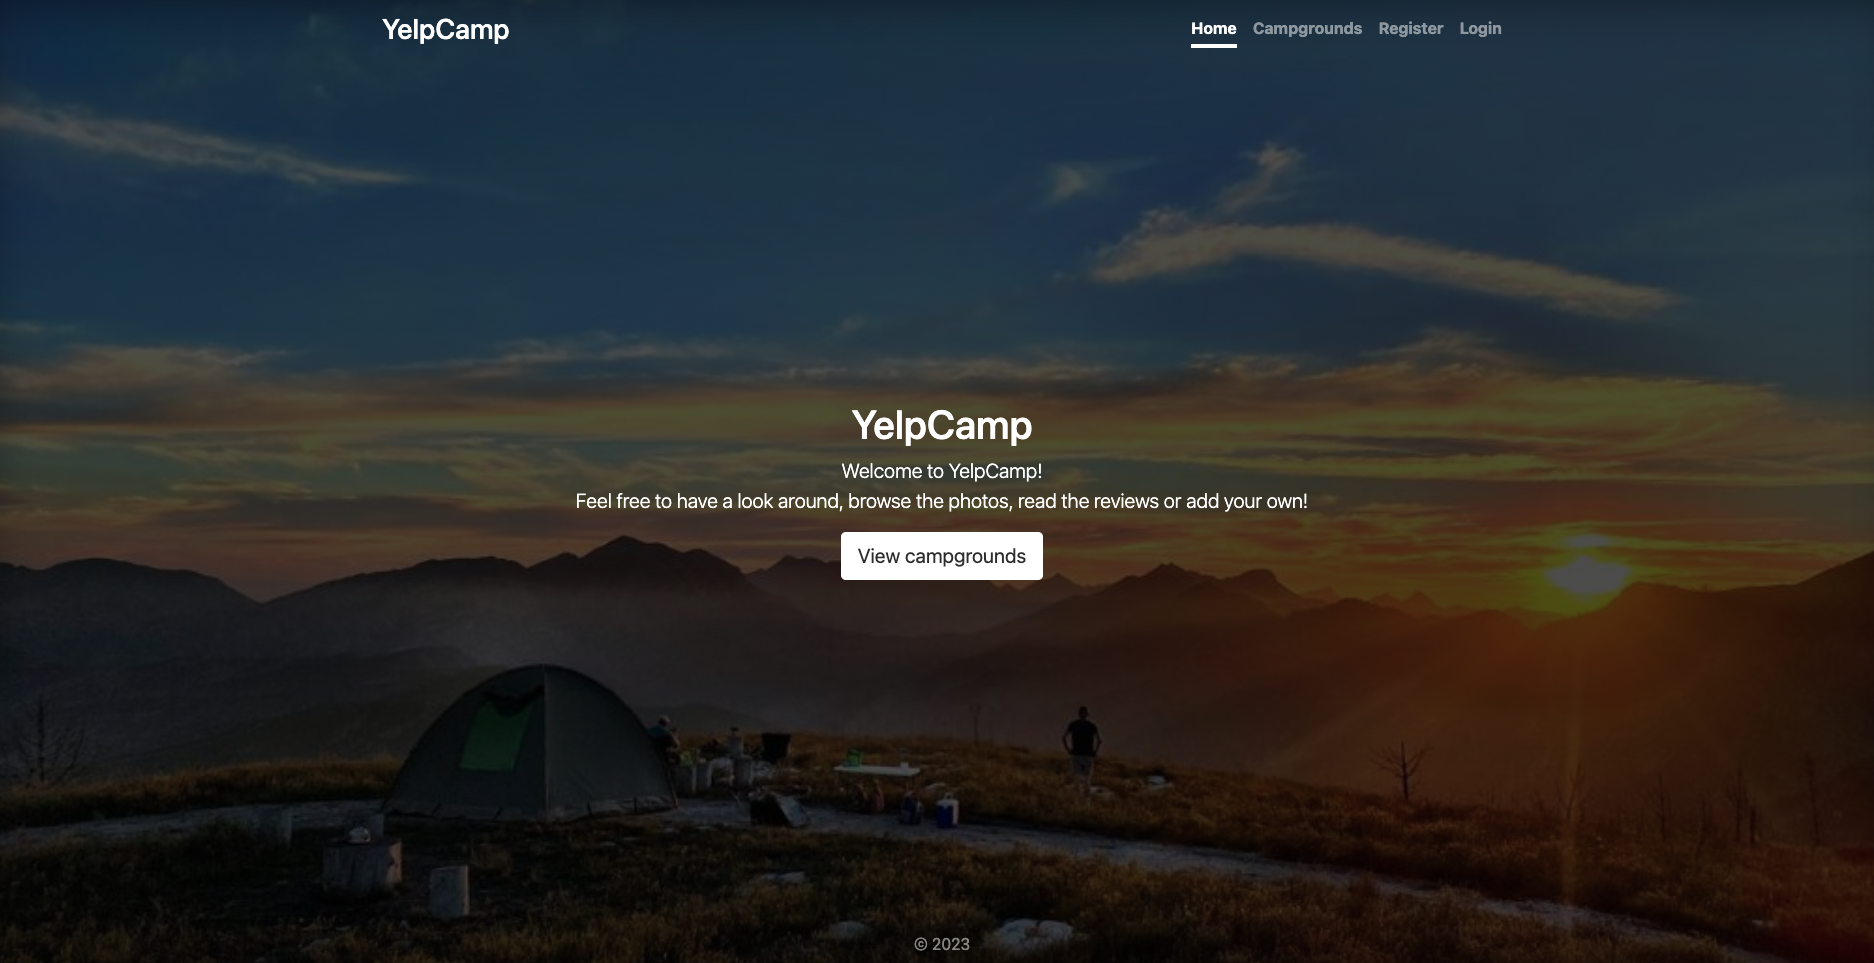 YelpCamp
Home Campgrounds Register Login
YelpCamp
Welcome to YelpCamp!
Feel free to have a look around, browse the photos, read the reviews or add your own!
View campgrounds
© 2023